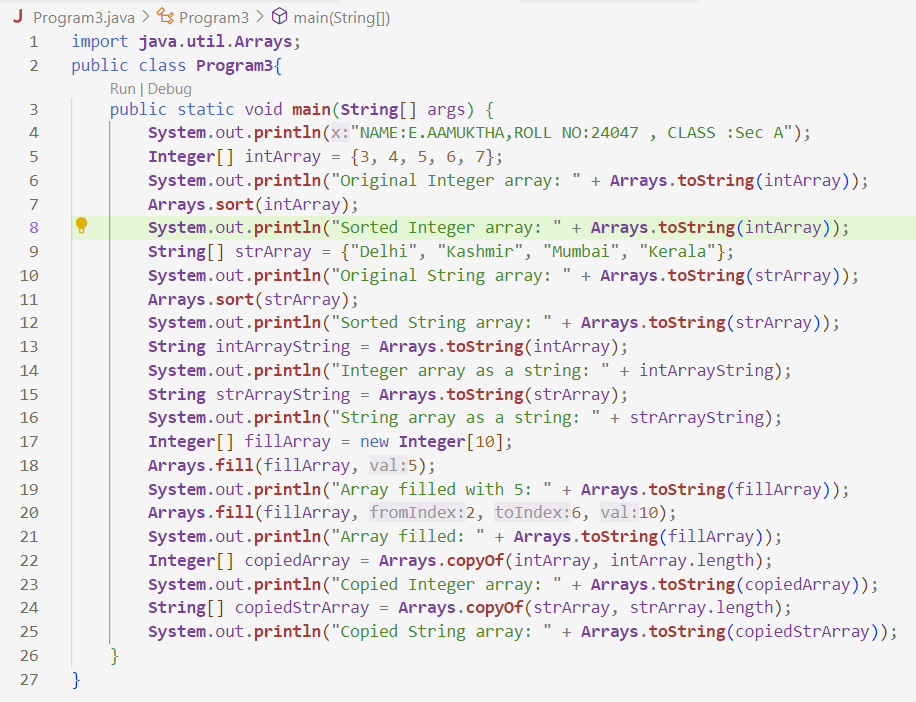 J Program3.java > Program3 > main(String[])
1 import java.util.Arrays;
2 public class Program3{
Run | Debug
3 public static void main(String[] args) {
4 System.out.println(x:"NAME:E.AAMUKTHA,ROLL NO:24047 , CLASS :Sec A");
5 Integer[] intArray = {3, 4, 5, 6, 7};
6 System.out.println("Original Integer array: " + Arrays.toString(intArray));
7 Arrays.sort(intArray);
8 System.out.println("Sorted Integer array: " + Arrays.toString(intArray));
9 String[] strArray = {"Delhi", "Kashmir", "Mumbai", "Kerala"};
10 System.out.println("Original String array: " + Arrays.toString(strArray));
11 Arrays.sort(strArray);
12 System.out.println("Sorted String array: " + Arrays.toString(strArray));
13 String intArrayString = Arrays.toString(intArray);
14 System.out.println("Integer array as a string: " + intArrayString);
15 String strArrayString = Arrays.toString(strArray);
16 System.out.println("String array as a string: " + strArrayString);
17 Integer[] fillArray = new Integer[10];
18 Arrays.fill(fillArray, val:5);
19 System.out.println("Array filled with 5: " + Arrays.toString(fillArray));
20 Arrays.fill(fillArray, fromIndex:2, toIndex:6, val:10);
21 System.out.println("Array filled: " + Arrays.toString(fillArray));
22 Integer[] copiedArray = Arrays.copyOf(intArray, intArray.length);
23 System.out.println("Copied Integer array: " + Arrays.toString(copiedArray));
24 String[] copiedStrArray = Arrays.copyOf(strArray, strArray.length);
25 System.out.println("Copied String array: " + Arrays.toString(copiedStrArray));
26 }
27 }